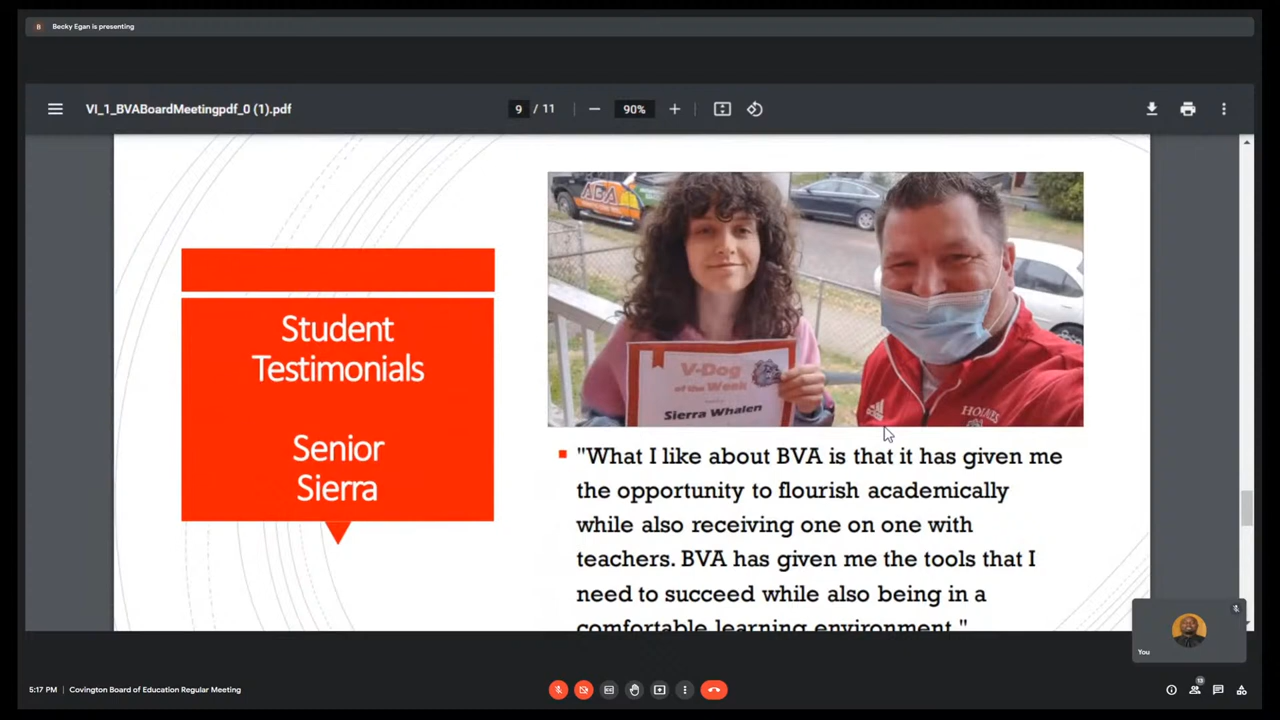 B Becky Egan is presenting
VI_1_BVABoardMeetingpdf_0 (1).pdf
9 / 11
90%
ABA
Student
Testimonials
Senior
Sierra
V-Dog
of the Week
Sierra Whalen
HOLMES
"What I like about BVA is that it has given me
the opportunity to flourish academically
while also receiving one on one with
teachers. BVA has given me the tools that I
need to succeed while also being in a
comfortable learning environment."
You
5:17 PM | Covington Board of Education Regular Meeting
13